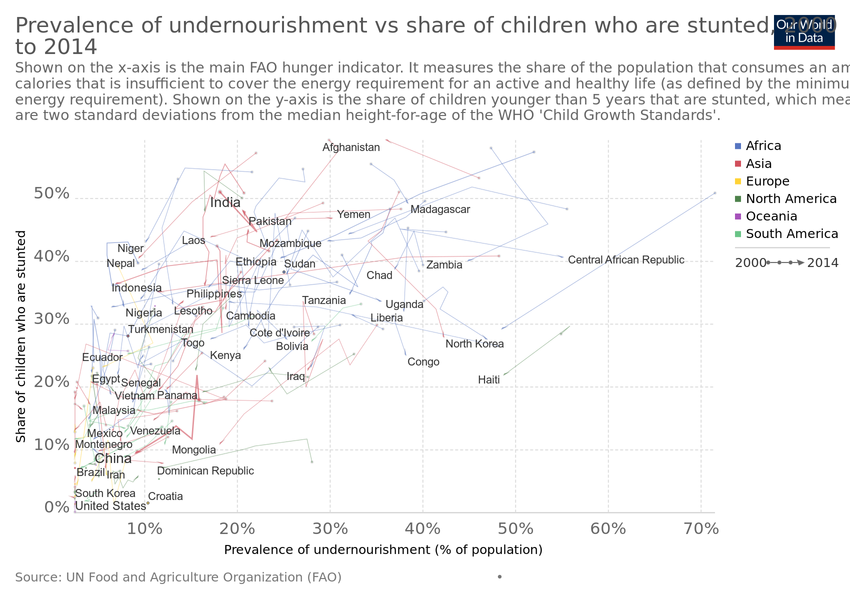 Prevalence of undernourishment vs share of children who are stunted, 2000
to 2014
Our World
in Data
Shown on the x-axis is the main FAO hunger indicator. It measures the share of the population that consumes an am
calories that is insufficient to cover the energy requirement for an active and healthy life (as defined by the minimu
energy requirement). Shown on the y-axis is the share of children younger than 5 years that are stunted, which mea
are two standard deviations from the median height-for-age of the WHO 'Child Growth Standards'.
Share of children who are stunted
50%
40%
30%
20%
10%
0%
Afghanistan
India
Pakistan
Yemen
Madagascar
Niger
Laos
Mozambique
Nepal
Ethiopia
Sudan
Zambia
Central African Republic
Chad
Indonesia
Sierra Leone
Philippines
Tanzania
Uganda
Nigeria
Lesotho
Cambodia
Liberia
Turkmenistan
Cote d'Ivoire
Togo
Bolivia
North Korea
Ecuador
Kenya
Congo
Egypt
Senegal
Iraq
Haiti
Vietnam
Panama
Malaysia
Mexico
Venezuela
Montenegro
Mongolia
China
Brazil
Iran
Dominican Republic
South Korea
Croatia
United States
10%
20%
30%
40%
50%
60%
70%
Prevalence of undernourishment (% of population)
Africa
Asia
Europe
North America
Oceania
South America
2000
2014
Source: UN Food and Agriculture Organization (FAO)